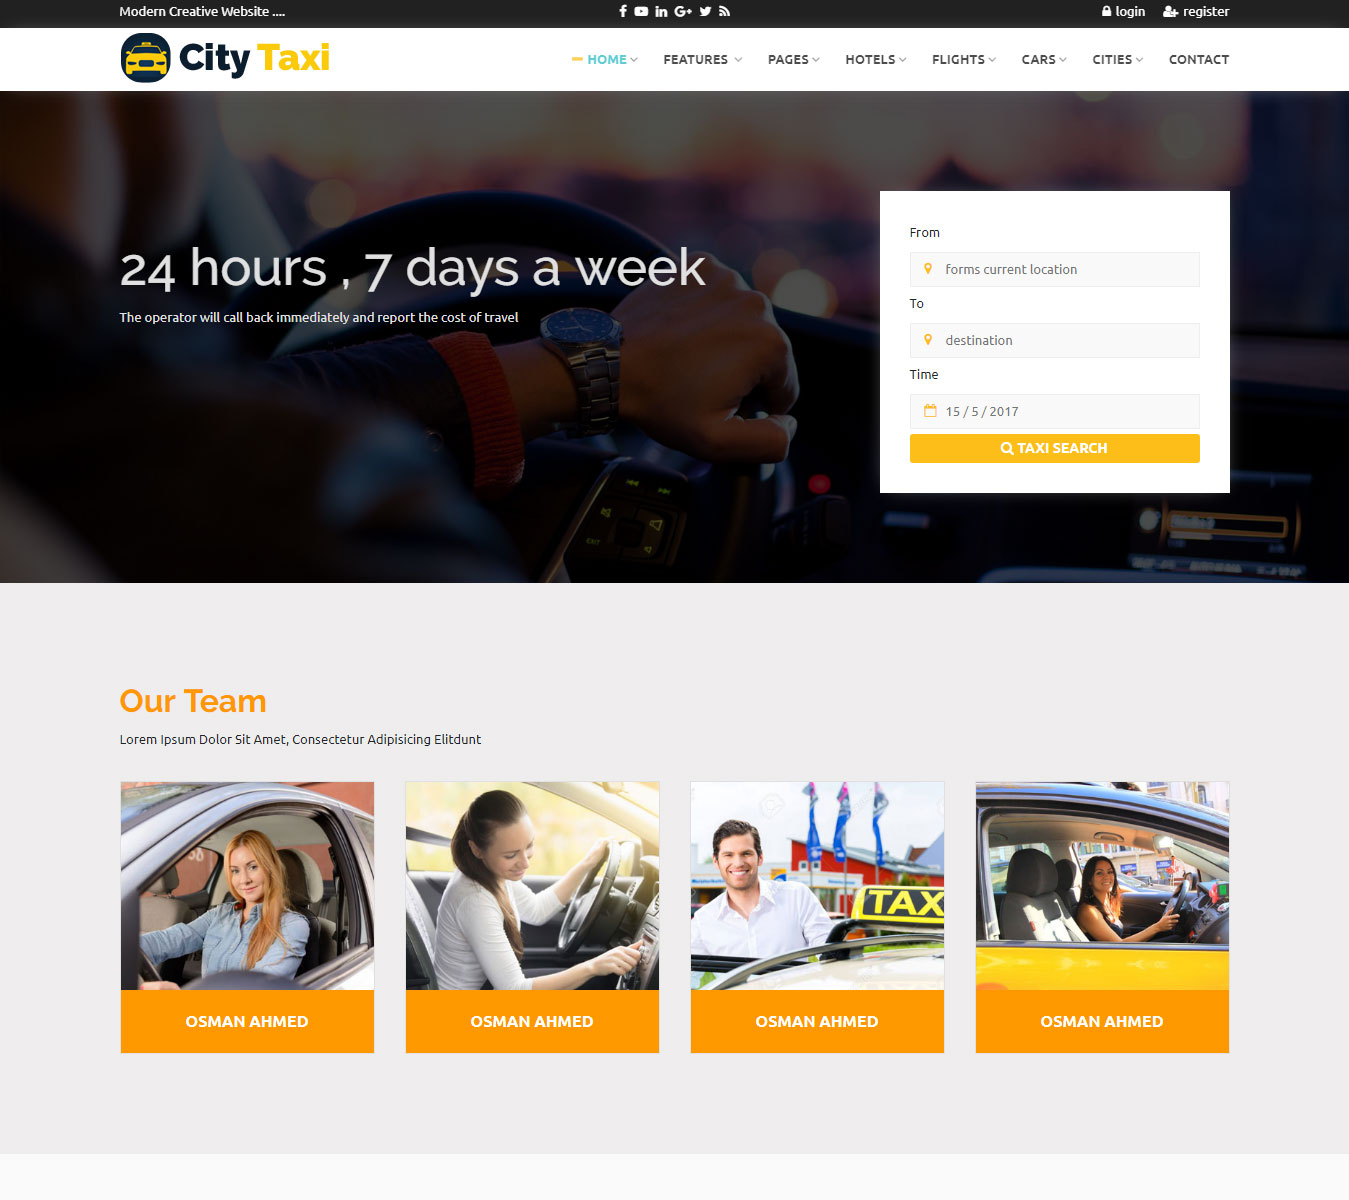 Modern Creative Website ....
login
register
City Taxi
HOME
FEATURES
PAGES
HOTELS
FLIGHTS
CARS
CITIES
CONTACT
24 hours , 7 days a week
The operator will call back immediately and report the cost of travel
From
forms current location
To
destination
Time
15 / 5 / 2017
TAXI SEARCH
EXIT
Our Team
Lorem Ipsum Dolor Sit Amet, Consectetur Adipisicing Elitdunt
TAX
OSMAN AHMED
OSMAN AHMED
OSMAN AHMED
OSMAN AHMED